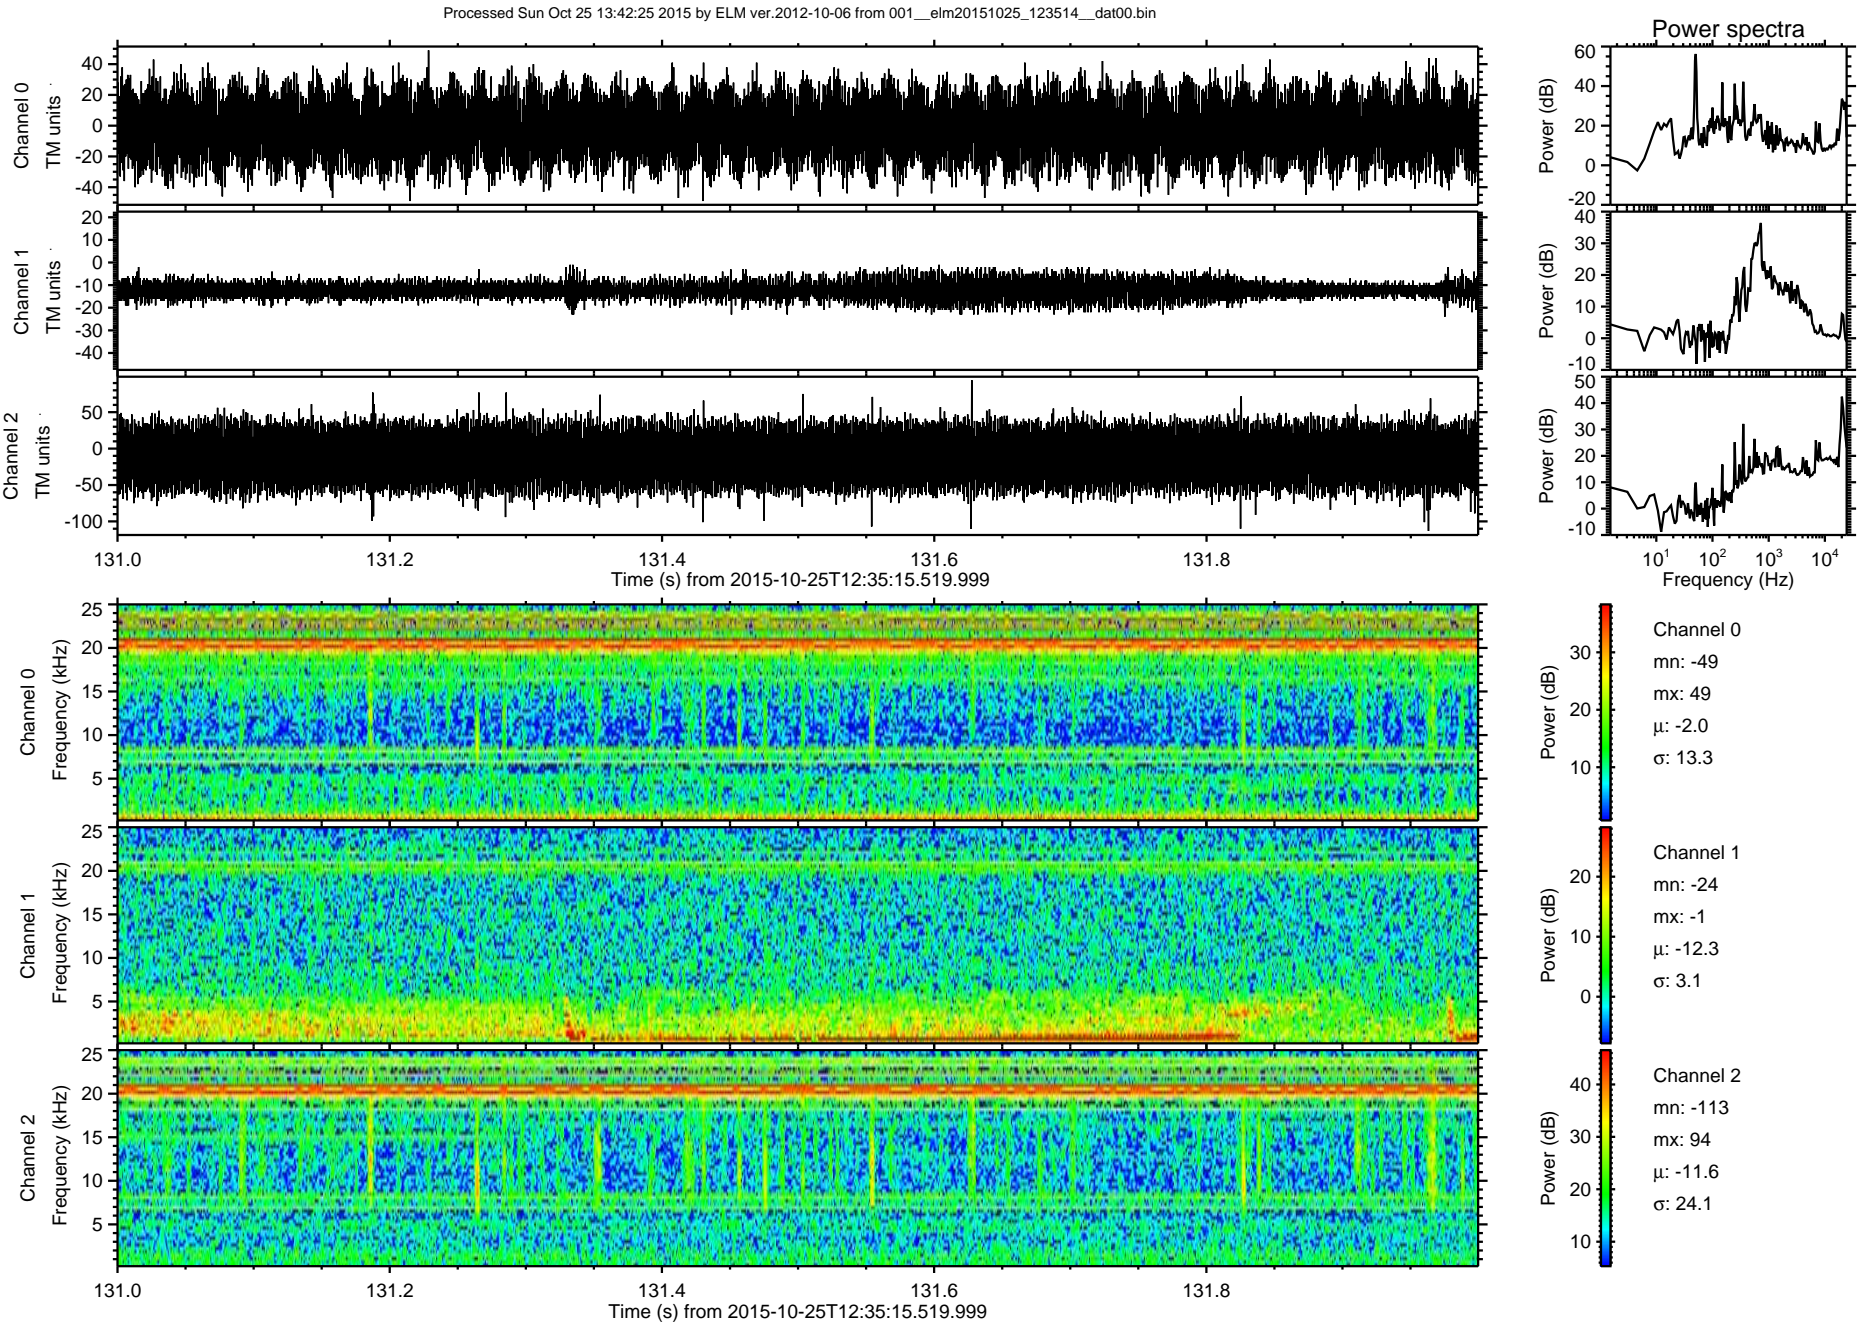 Processed Sun Oct 25 13:42:25 2015 by ELM ver.2012-10-06 from 001__elm20151025_123514__dat00.bin
Power spectra
Channel 0
TM units
40
20
0
-20
-40
Power (dB)
60
40
20
0
-20
Channel 1
TM units
20
10
0
-10
-20
-30
-40
Power (dB)
40
30
20
10
0
-10
Channel 2
TM units
50
0
-50
-100
Power (dB)
50
40
30
20
10
0
-10
131.0 131.2 131.4 131.6 131.8
Time (s) from 2015-10-25T12:35:15.519.999
10^1 10^2 10^3 10^4
Frequency (Hz)
Channel 0
Frequency (kHz)
25
20
15
10
5
Power (dB)
30
20
10
Channel 0
mn: -49
mx: 49
μ: -2.0
σ: 13.3
Channel 1
Frequency (kHz)
25
20
15
10
5
Power (dB)
20
10
0
Channel 1
mn: -24
mx: -1
μ: -12.3
σ: 3.1
Channel 2
Frequency (kHz)
25
20
15
10
5
Power (dB)
40
30
20
10
Channel 2
mn: -113
mx: 94
μ: -11.6
σ: 24.1
131.0 131.2 131.4 131.6 131.8
Time (s) from 2015-10-25T12:35:15.519.999